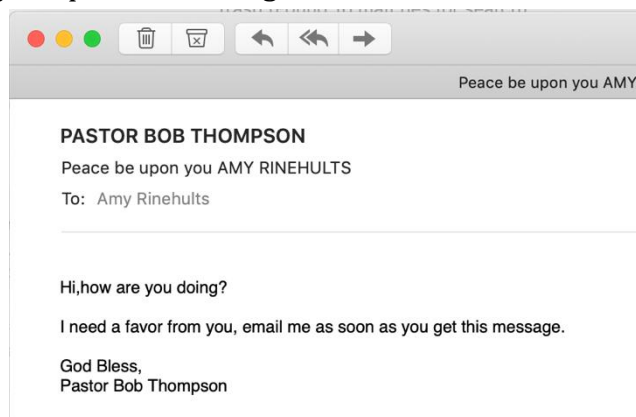 Peace be upon you AMY
PASTOR BOB THOMPSON
Peace be upon you AMY RINEHULTS
To: Amy Rinehults
Hi,how are you doing?
I need a favor from you, email me as soon as you get this message.
God Bless,
Pastor Bob Thompson